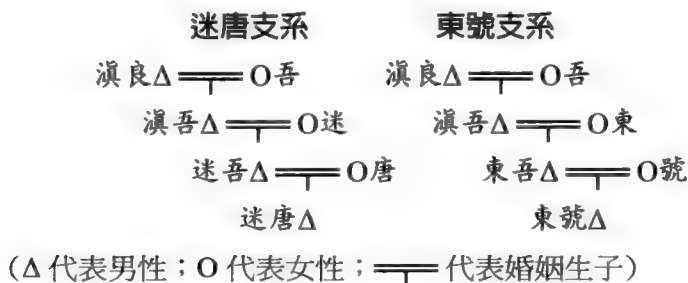 迷唐支系 東號支系
滇良Δ O吾 滇良Δ O吾
滇吾Δ O迷 滇吾Δ O東
迷吾Δ O唐 東吾Δ O號
迷唐Δ 東號Δ
（Δ 代表男性；O 代表女性； 代表婚姻生子）